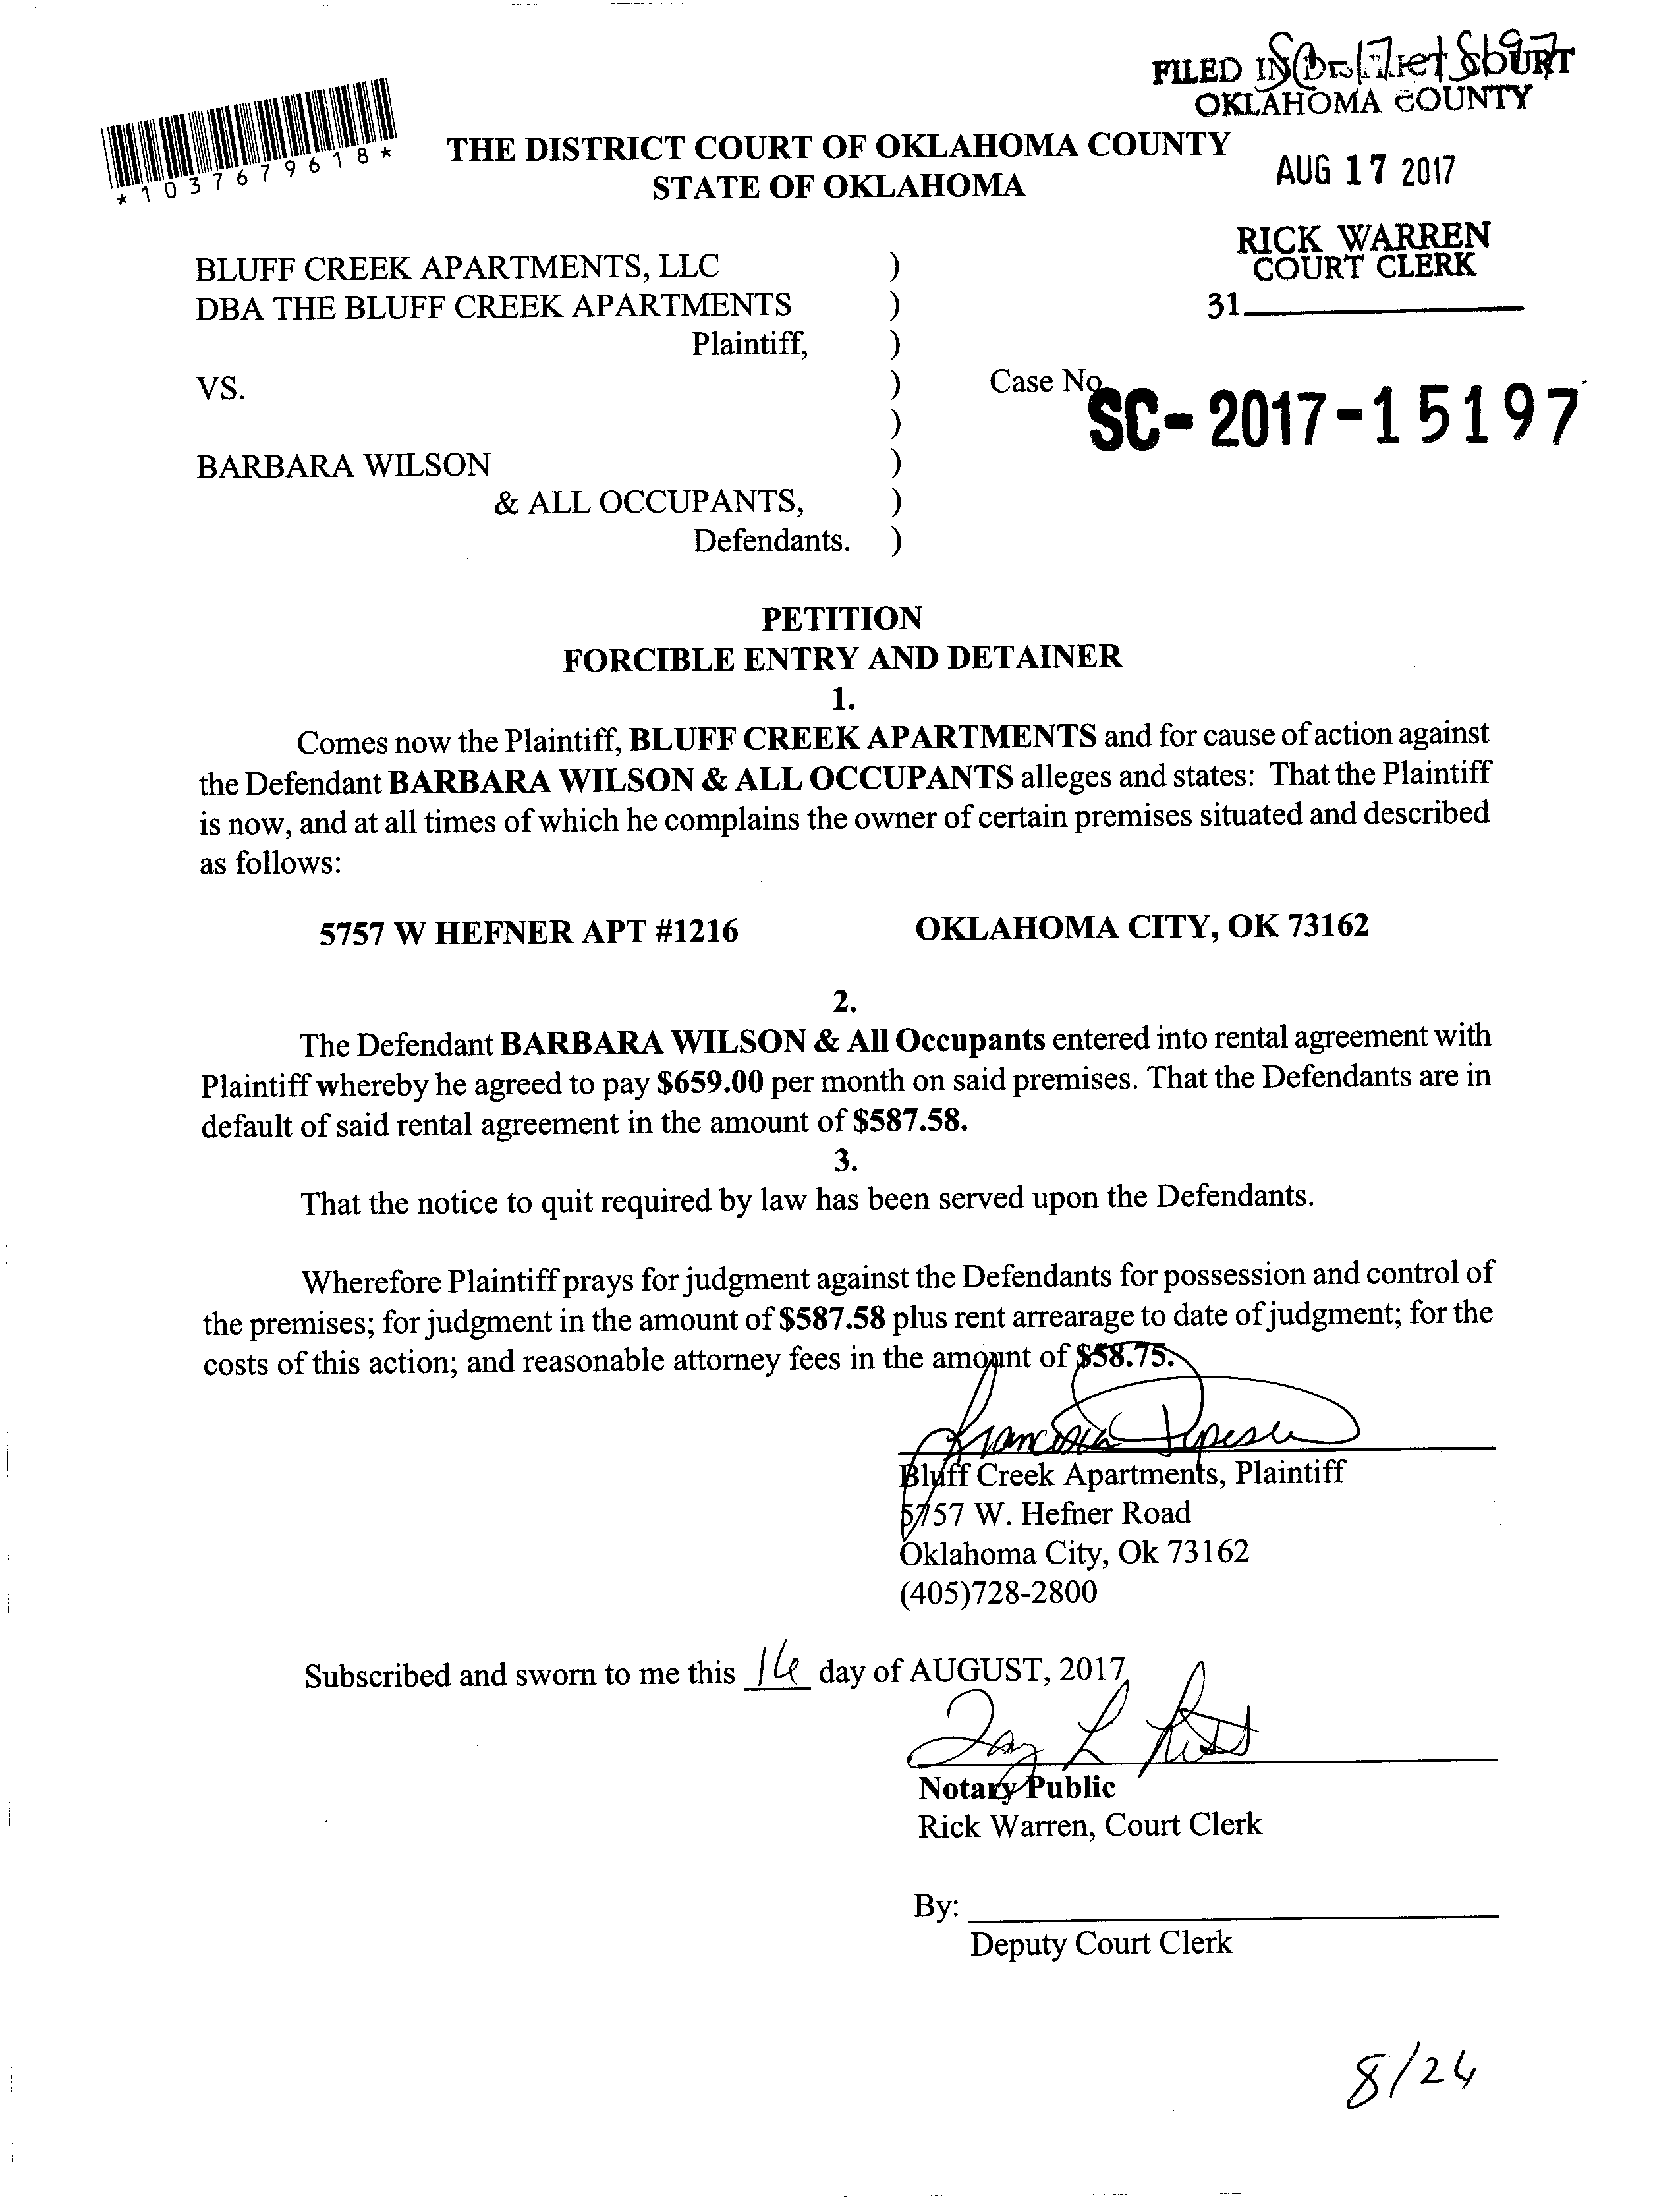 FILED IN DISTRICT COURT
OKLAHOMA COUNTY
*1037679618*
THE DISTRICT COURT OF OKLAHOMA COUNTY
STATE OF OKLAHOMA
AUG 17 2017
RICK WARREN
COURT CLERK
31
BLUFF CREEK APARTMENTS, LLC )
DBA THE BLUFF CREEK APARTMENTS )
Plaintiff, )
VS. ) Case No.
SC-2017-15197
)
BARBARA WILSON )
& ALL OCCUPANTS, )
Defendants. )
PETITION
FORCIBLE ENTRY AND DETAINER
1.
Comes now the Plaintiff, BLUFF CREEK APARTMENTS and for cause of action against
the Defendant BARBARA WILSON & ALL OCCUPANTS alleges and states: That the Plaintiff
is now, and at all times of which he complains the owner of certain premises situated and described
as follows:
5757 W HEFNER APT #1216 OKLAHOMA CITY, OK 73162
2.
The Defendant BARBARA WILSON & All Occupants entered into rental agreement with
Plaintiff whereby he agreed to pay $659.00 per month on said premises. That the Defendants are in
default of said rental agreement in the amount of $587.58.
3.
That the notice to quit required by law has been served upon the Defendants.
Wherefore Plaintiff prays for judgment against the Defendants for possession and control of
the premises; for judgment in the amount of $587.58 plus rent arrearage to date of judgment; for the
costs of this action; and reasonable attorney fees in the amount of $58.75.
Bluff Creek Apartments, Plaintiff
5757 W. Hefner Road
Oklahoma City, Ok 73162
(405)728-2800
Subscribed and sworn to me this 16 day of AUGUST, 2017
Notary Public
Rick Warren, Court Clerk
By:
Deputy Court Clerk
8/24